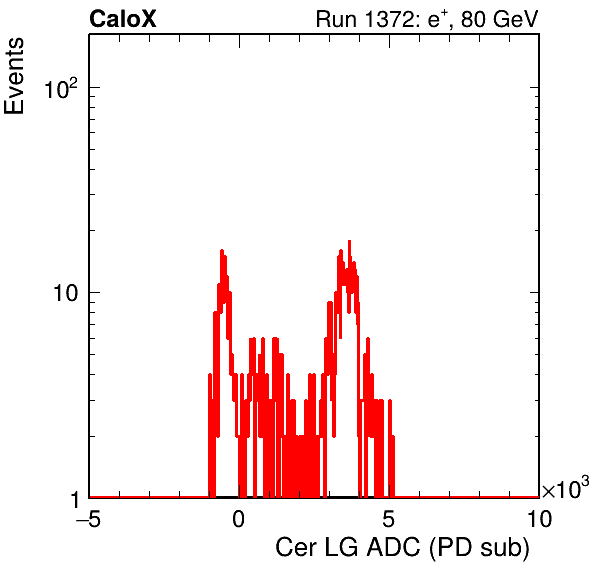 CaloX Run 1372: e⁺, 80 GeV
Events
10²
10
1
−5 0 5 10 ×10³
Cer LG ADC (PD sub)